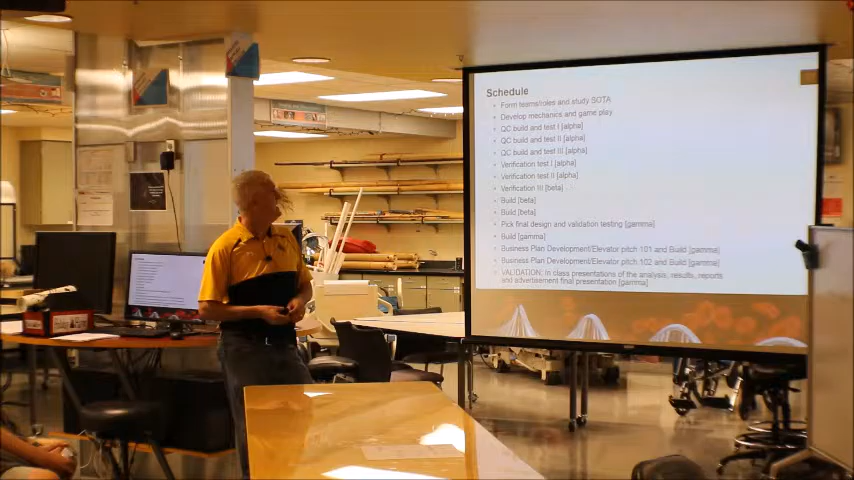 Schedule
• Form teams/roles and study SOTA
• Develop mechanics and game play
• QC build and test I [alpha]
• QC build and test II [alpha]
• QC build and test III [alpha]
• Verification test I [alpha]
• Verification test II [alpha]
• Verification III [beta]
• Build [beta]
• Build [beta]
• Pick final design and validation testing [gamma]
• Build [gamma]
• Business Plan Development/Elevator pitch 101 and Build [gamma]
• Business Plan Development/Elevator pitch 102 and Build [gamma]
• VALIDATION: In class presentations of the analysis, results, reports
and advertisement final presentation [gamma]